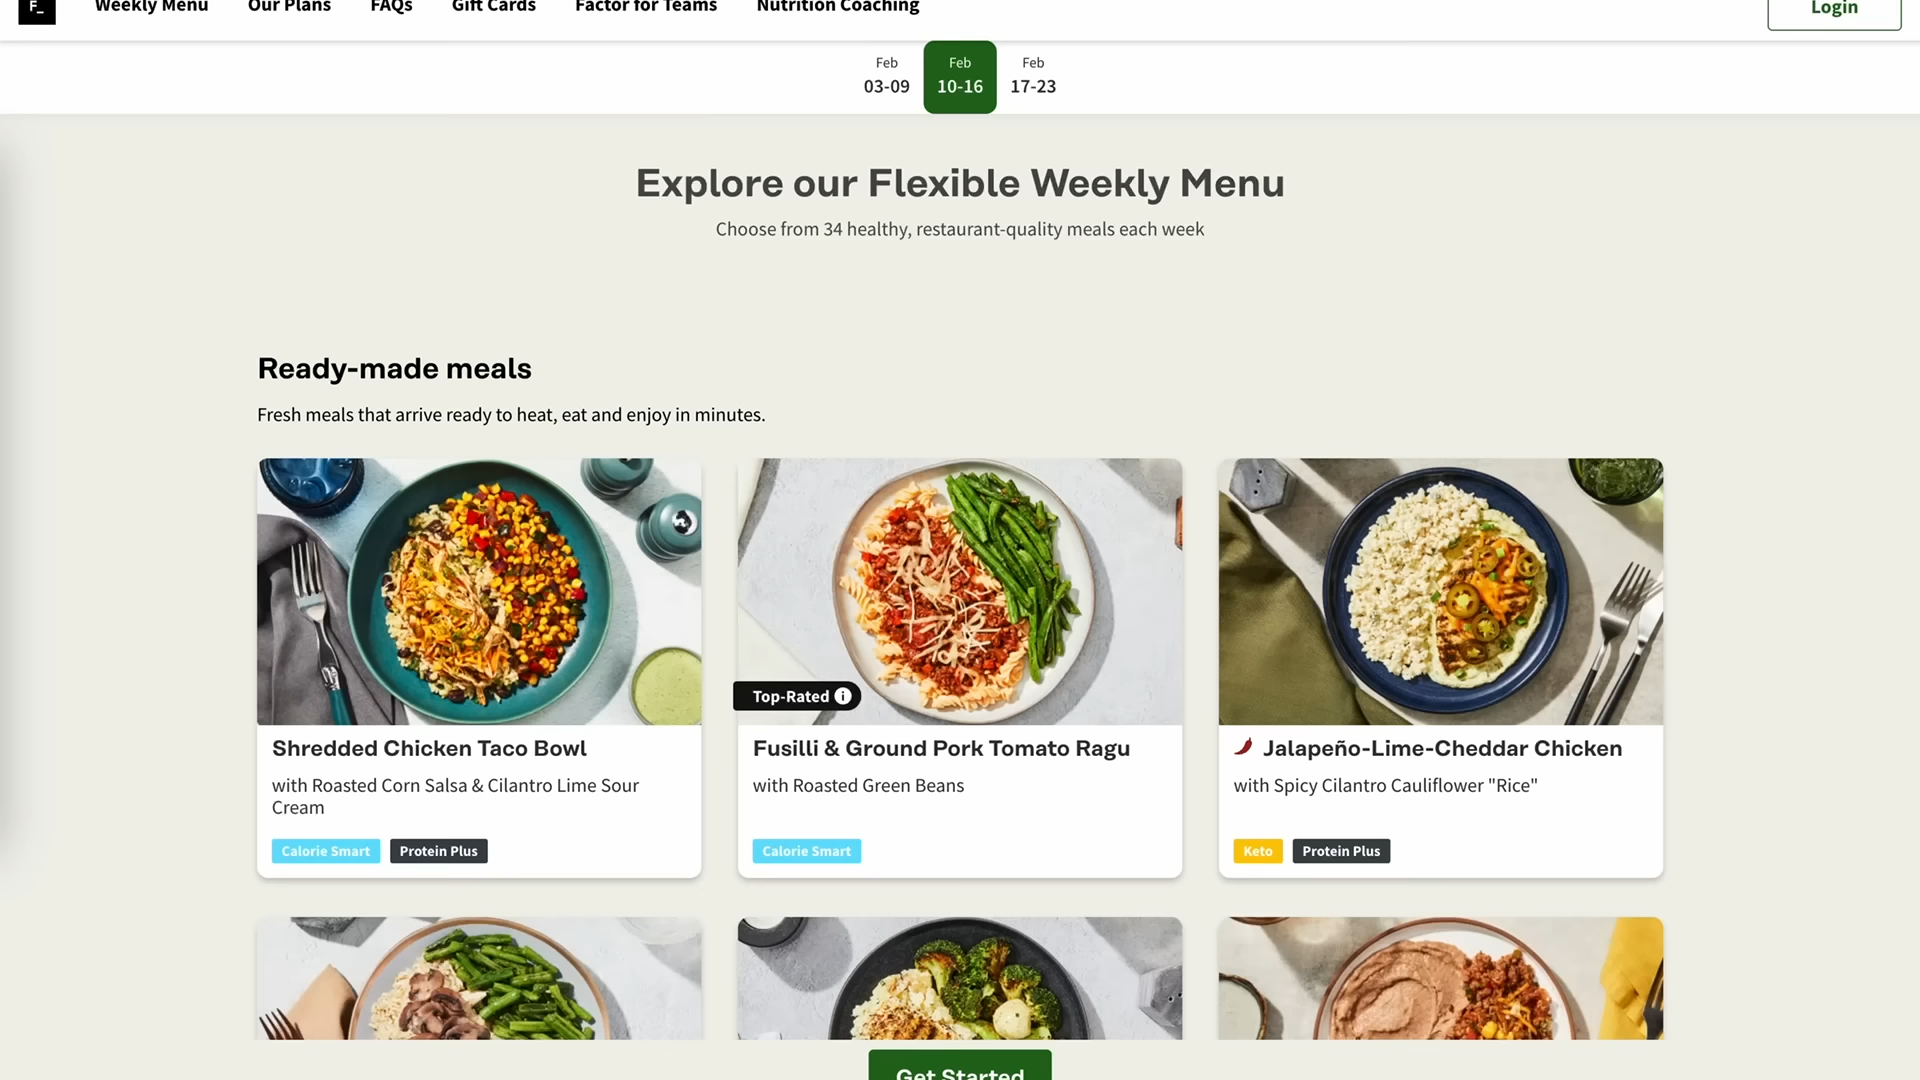 F_
Weekly Menu
Our Plans
FAQs
Gift Cards
Factor for Teams
Nutrition Coaching
Login
Feb
03-09
Feb
10-16
Feb
17-23
Explore our Flexible Weekly Menu
Choose from 34 healthy, restaurant-quality meals each week
Ready-made meals
Fresh meals that arrive ready to heat, eat and enjoy in minutes.
Shredded Chicken Taco Bowl
with Roasted Corn Salsa & Cilantro Lime Sour
Cream
Calorie Smart
Protein Plus
Top-Rated
Fusilli & Ground Pork Tomato Ragu
with Roasted Green Beans
Calorie Smart
Jalapeño-Lime-Cheddar Chicken
with Spicy Cilantro Cauliflower "Rice"
Keto
Protein Plus
Get Started